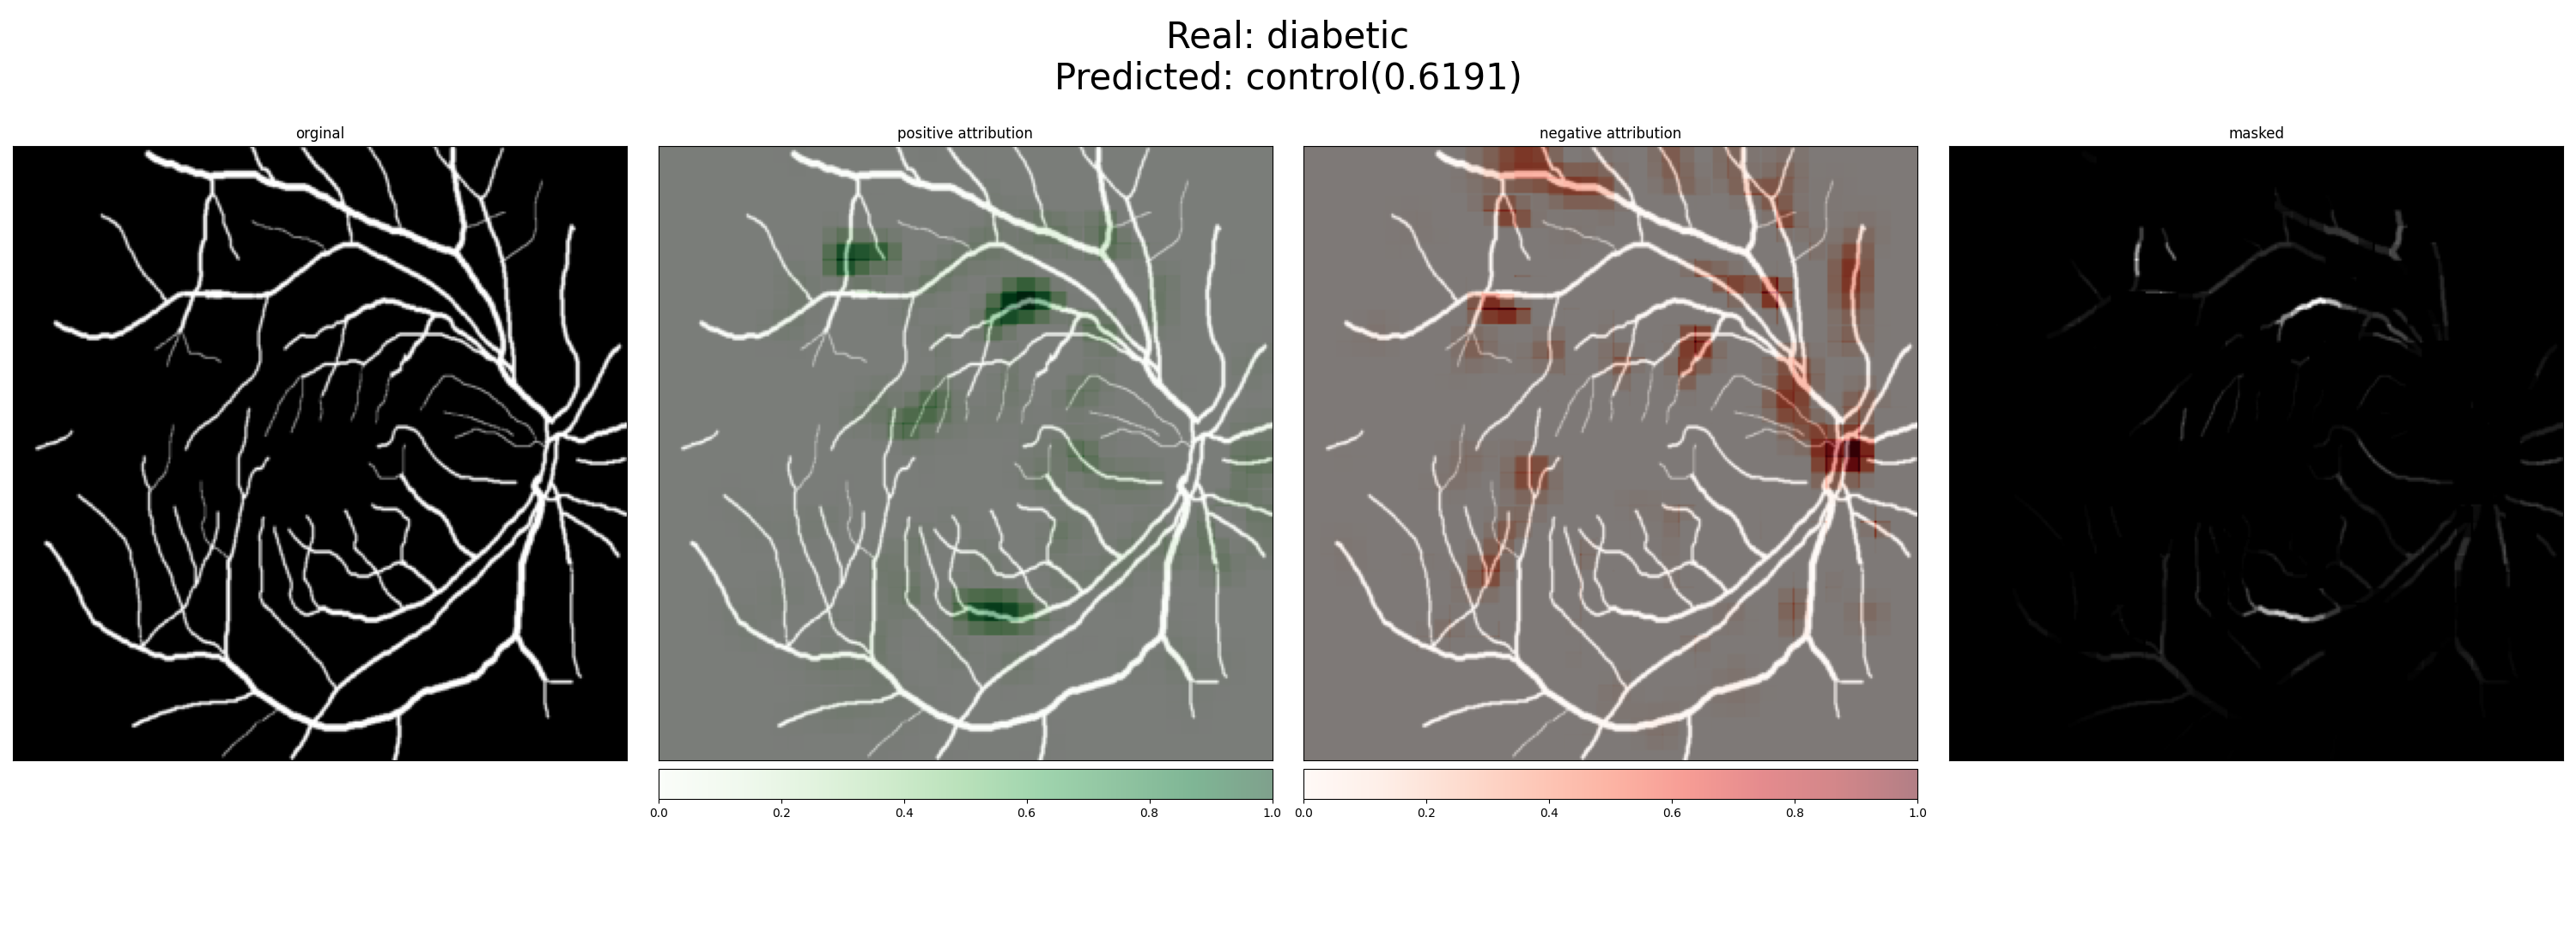 Real: diabetic
Predicted: control(0.6191)
orginal
positive attribution
negative attribution
masked
0.0 0.2 0.4 0.6 0.8 1.0
0.0 0.2 0.4 0.6 0.8 1.0